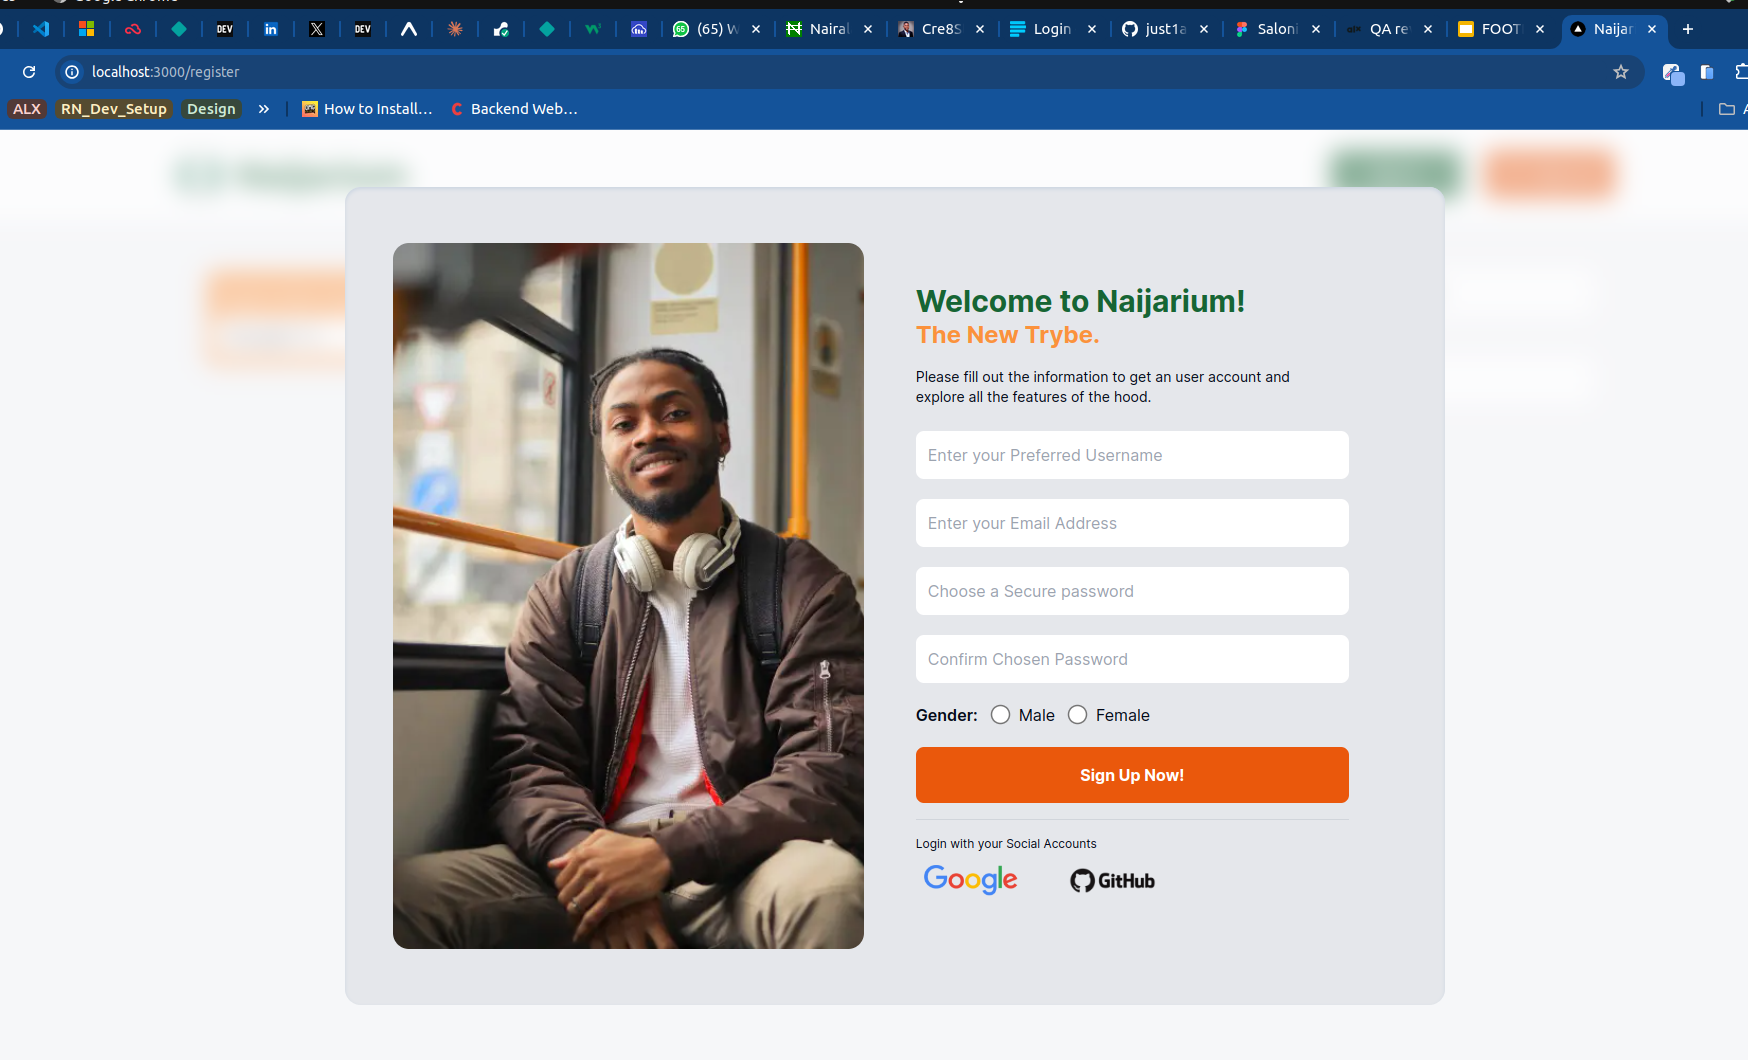 DEV
in
X
DEV
65
(65) W
Naira
Cre8S
Login
just1a
Saloni
QA re
FOOT
Naijar
localhost:3000/register
ALX
RN_Dev_Setup
Design
»
How to Install...
Backend Web...
Welcome to Naijarium!
The New Trybe.
Please fill out the information to get an user account and
explore all the features of the hood.
Enter your Preferred Username
Enter your Email Address
Choose a Secure password
Confirm Chosen Password
Gender: Male Female
Sign Up Now!
Login with your Social Accounts
Google GitHub